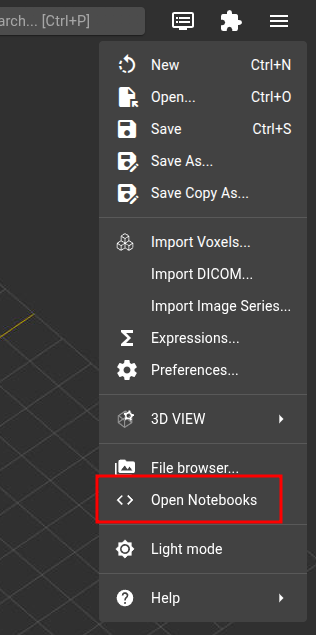 arch... [Ctrl+P]
New Ctrl+N
Open... Ctrl+O
Save Ctrl+S
Save As...
Save Copy As...
Import Voxels...
Import DICOM...
Import Image Series...
Expressions...
Preferences...
3D VIEW
File browser...
Open Notebooks
Light mode
Help